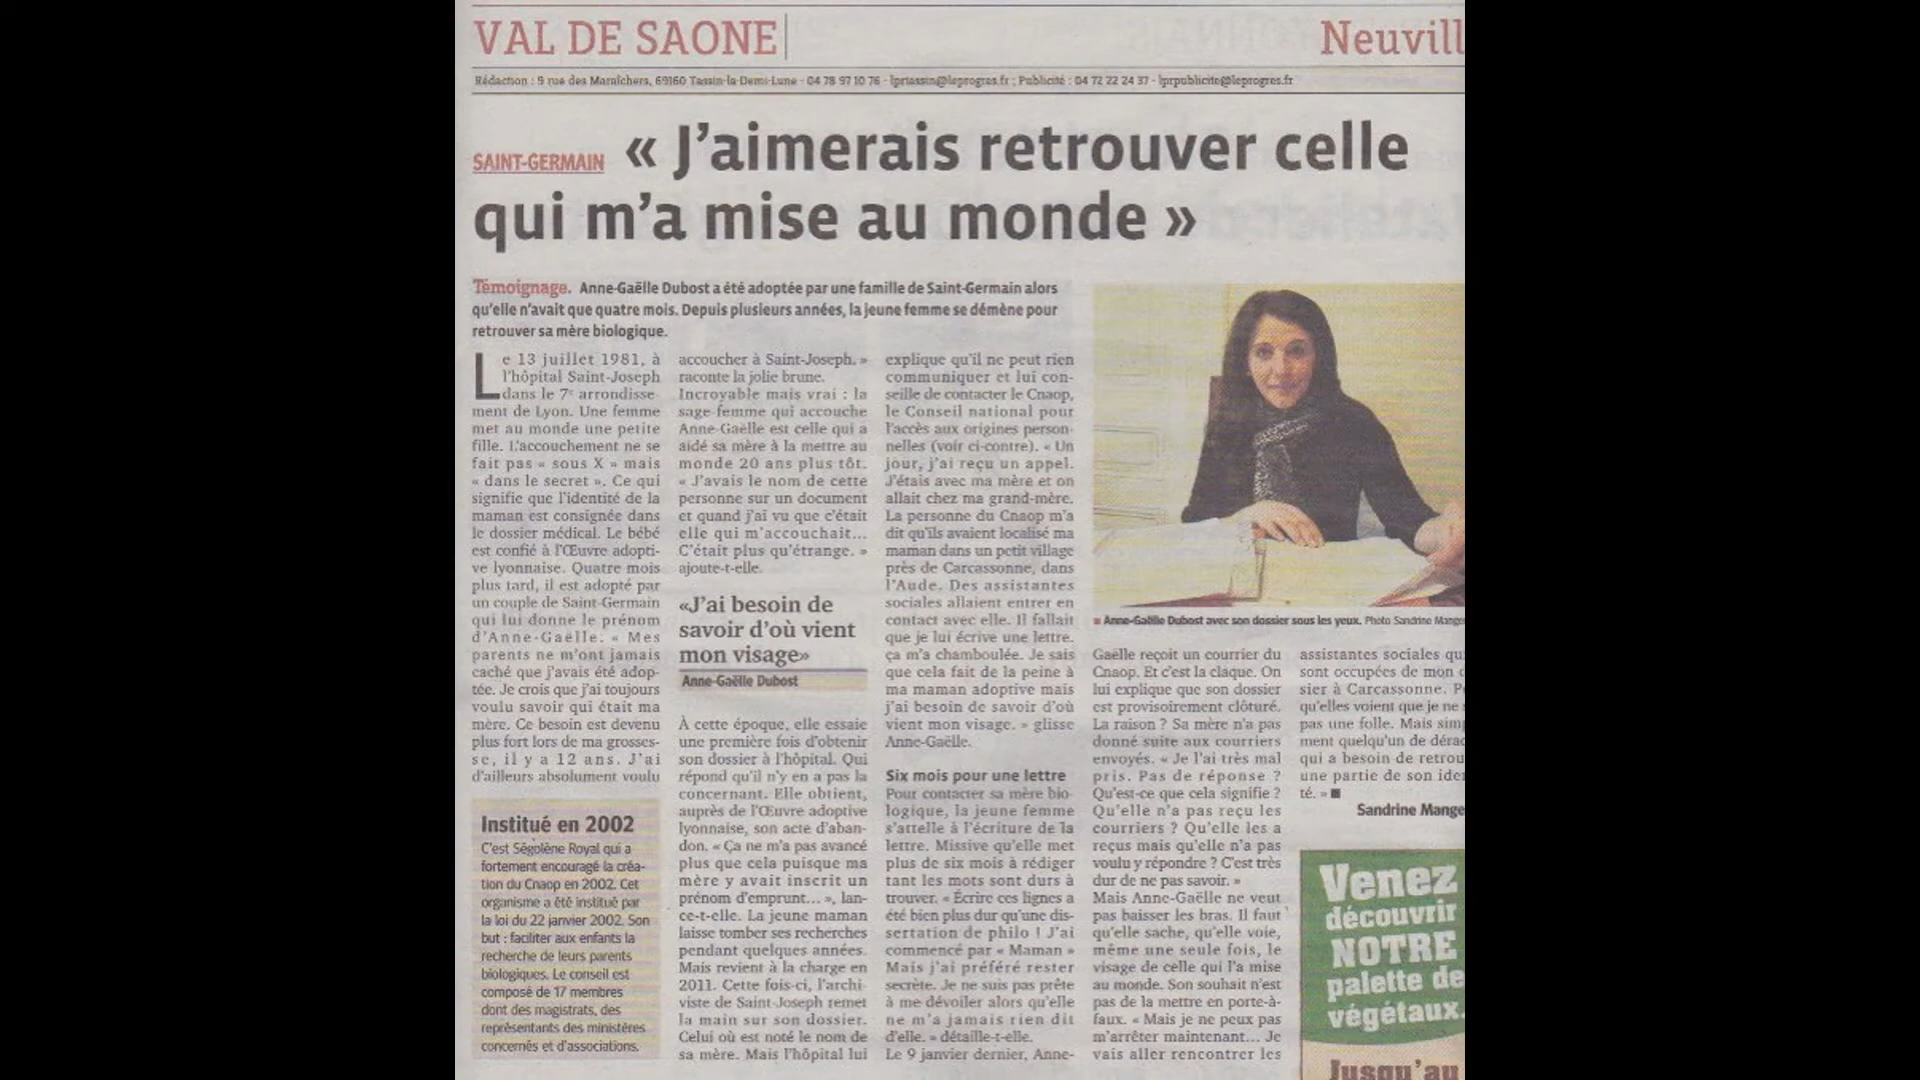 VAL DE SAONE
Neuvill
Rédaction : 9 rue des Maraîchers, 69160 Tassin-la-Demi-Lune - 04 78 97 10 76 - lprtassin@leprogres.fr ; Publicité : 04 72 22 24 37 - lprpublicite@leprogres.fr
SAINT-GERMAIN « J'aimerais retrouver celle
qui m'a mise au monde »
Témoignage. Anne-Gaëlle Dubost a été adoptée par une famille de Saint-Germain alors
qu'elle n'avait que quatre mois. Depuis plusieurs années, la jeune femme se démène pour
retrouver sa mère biologique.
Le 13 juillet 1981, à
l'hôpital Saint-Joseph
dans le 7e arrondisse-
ment de Lyon. Une femme
met au monde une petite
fille. L'accouchement ne se
fait pas « sous X » mais
« dans le secret ». Ce qui
signifie que l'identité de la
maman est consignée dans
le dossier médical. Le bébé
est confié à l'Œuvre adopti-
ve lyonnaise. Quatre mois
plus tard, il est adopté par
un couple de Saint-Germain
qui lui donne le prénom
d'Anne-Gaëlle. « Mes
parents ne m'ont jamais
caché que j'avais été adop-
tée. Je crois que j'ai toujours
voulu savoir qui était ma
mère. Ce besoin est devenu
plus fort lors de ma grosses-
se, il y a 12 ans. J'ai
d'ailleurs absolument voulu
Institué en 2002
C'est Ségolène Royal qui a
fortement encouragé la créa-
tion du Cnaop en 2002. Cet
organisme a été institué par
la loi du 22 janvier 2002. Son
but : faciliter aux enfants la
recherche de leurs parents
biologiques. Le conseil est
composé de 17 membres
dont des magistrats, des
représentants des ministères
concernés et d'associations.
accoucher à Saint-Joseph. »
raconte la jolie brune.
Incroyable mais vrai : la
sage-femme qui accouche
Anne-Gaëlle est celle qui a
aidé sa mère à la mettre au
monde 20 ans plus tôt.
« J'avais le nom de cette
personne sur un document
et quand j'ai vu que c'était
elle qui m'accouchait...
C'était plus qu'étrange. »
ajoute-t-elle.
«J'ai besoin de
savoir d'où vient
mon visage»
Anne-Gaëlle Dubost
À cette époque, elle essaie
une première fois d'obtenir
son dossier à l'hôpital. Qui
répond qu'il n'y en a pas la
concernant. Elle obtient,
auprès de l'Œuvre adoptive
lyonnaise, son acte d'aban-
don. « Ça ne m'a pas avancé
plus que cela puisque ma
mère y avait inscrit un
prénom d'emprunt... », lan-
ce-t-elle. La jeune maman
laisse tomber ses recherches
pendant quelques années.
Mais revient à la charge en
2011. Cette fois-ci, l'archi-
viste de Saint-Joseph remet
la main sur son dossier.
Celui où est noté le nom de
sa mère. Mais l'hôpital lui
explique qu'il ne peut rien
communiquer et lui con-
seille de contacter le Cnaop,
le Conseil national pour
l'accès aux origines person-
nelles (voir ci-contre). « Un
jour, j'ai reçu un appel.
J'étais avec ma mère et on
allait chez ma grand-mère.
La personne du Cnaop m'a
dit qu'ils avaient localisé ma
maman dans un petit village
près de Carcassonne, dans
l'Aude. Des assistantes
sociales allaient entrer en
contact avec elle. Il fallait
que je lui écrive une lettre.
ça m'a chamboulée. Je sais
que cela fait de la peine à
ma maman adoptive mais
j'ai besoin de savoir d'où
vient mon visage. » glisse
Anne-Gaëlle.
Six mois pour une lettre
Pour contacter sa mère bio-
logique, la jeune femme
s'attelle à l'écriture de la
lettre. Missive qu'elle met
plus de six mois à rédiger
tant les mots sont durs à
trouver. « Écrire ces lignes a
été bien plus dur qu'une dis-
sertation de philo ! J'ai
commencé par « Maman »
Mais j'ai préféré rester
secrète. Je ne suis pas prête
à me dévoiler alors qu'elle
ne m'a jamais rien dit
d'elle. » détaille-t-elle.
Le 9 janvier dernier, Anne-
Anne-Gaëlle Dubost avec son dossier sous les yeux. Photo Sandrine Mange
Gaëlle reçoit un courrier du
Cnaop. Et c'est la claque. On
lui explique que son dossier
est provisoirement clôturé.
La raison ? Sa mère n'a pas
donné suite aux courriers
envoyés. « Je l'ai très mal
pris. Pas de réponse ?
Qu'est-ce que cela signifie ?
Qu'elle n'a pas reçu les
courriers ? Qu'elle les a
reçus mais qu'elle n'a pas
voulu y répondre ? C'est très
dur de ne pas savoir. »
Mais Anne-Gaëlle ne veut
pas baisser les bras. Il faut
qu'elle sache, qu'elle voie,
même une seule fois, le
visage de celle qui l'a mise
au monde. Son souhait n'est
pas de la mettre en porte-à-
faux. « Mais je ne peux pas
m'arrêter maintenant... Je
vais aller rencontrer les
assistantes sociales qu
sont occupées de mon
sier à Carcassonne. P
qu'elles voient que je ne
pas une folle. Mais sim
ment quelqu'un de dérac
qui a besoin de retrou
une partie de son ide
té. »
Sandrine Mange
Venez
découvrir
NOTRE
palette de
végétaux.
Jusqu'au